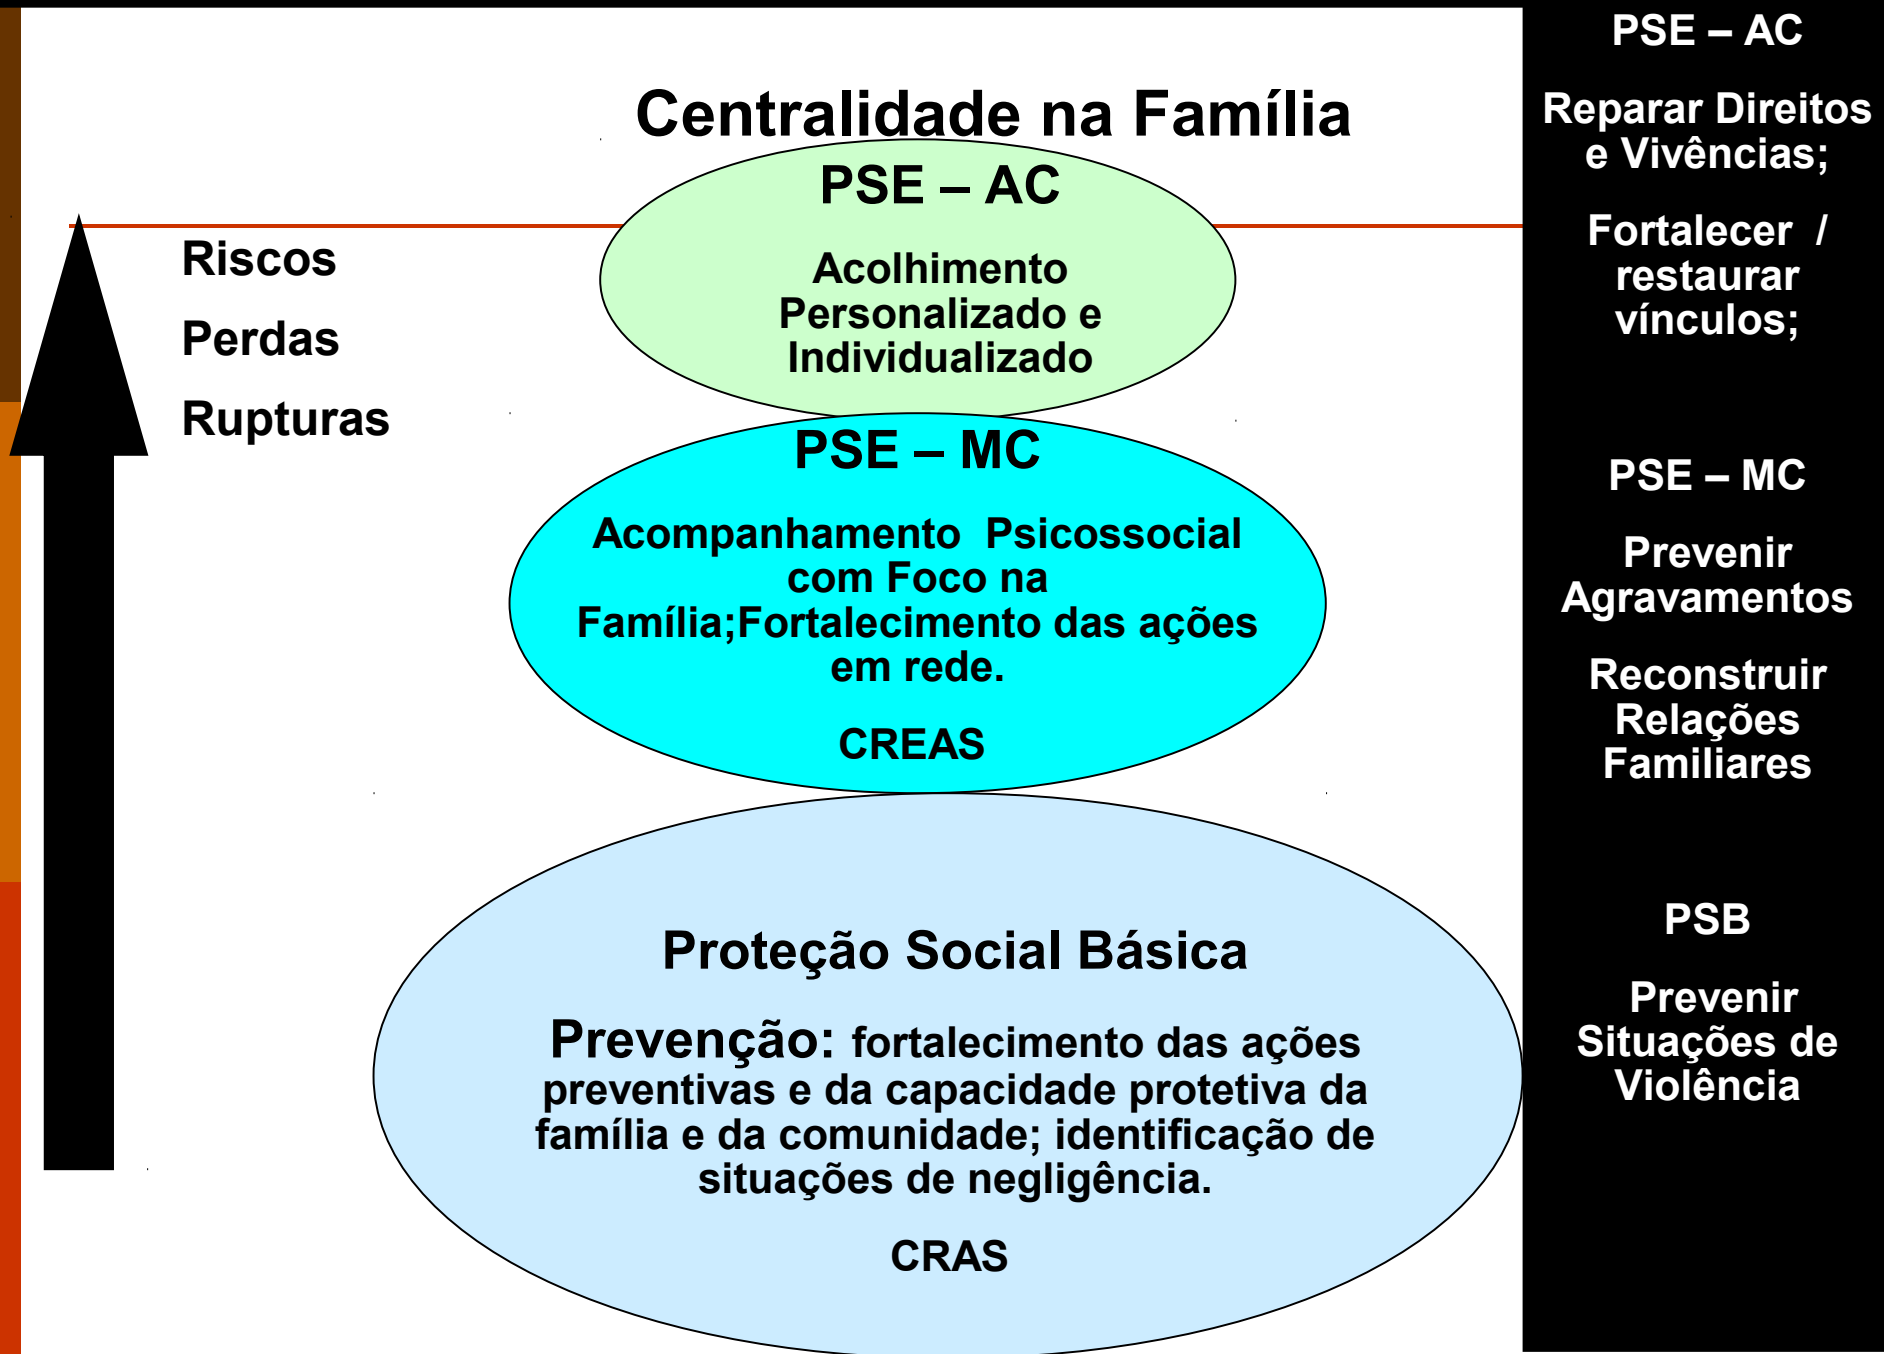 Centralidade na Família
Riscos
Perdas
Rupturas
PSE – AC
Acolhimento
Personalizado e
Individualizado
PSE – MC
Acompanhamento  Psicossocial
com Foco na
Família;Fortalecimento das ações
em rede.
CREAS
Proteção Social Básica
Prevenção: fortalecimento das ações
preventivas e da capacidade protetiva da
família e da comunidade; identificação de
situações de negligência.
CRAS
PSE – AC
Reparar Direitos
e Vivências;
Fortalecer  /
restaurar
vínculos;
PSE – MC
Prevenir
Agravamentos
Reconstruir
Relações
Familiares
PSB
Prevenir
Situações de
Violência